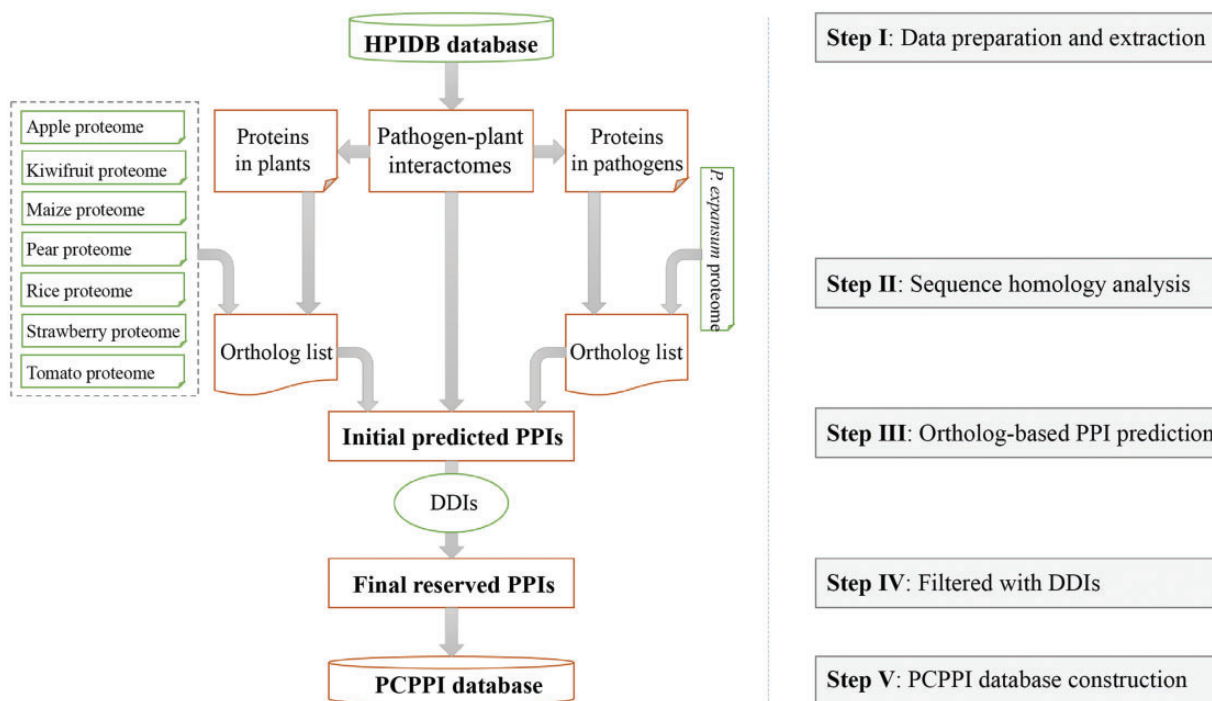 HPIDB database
Step I: Data preparation and extraction
Apple proteome
Kiwifruit proteome
Maize proteome
Pear proteome
Rice proteome
Strawberry proteome
Tomato proteome
Proteins
in plants
Pathogen-plant
interactomes
Proteins
in pathogens
P. expansum proteome
Step II: Sequence homology analysis
Ortholog list
Ortholog list
Initial predicted PPIs
Step III: Ortholog-based PPI prediction
DDIs
Final reserved PPIs
Step IV: Filtered with DDIs
PCPPI database
Step V: PCPPI database construction